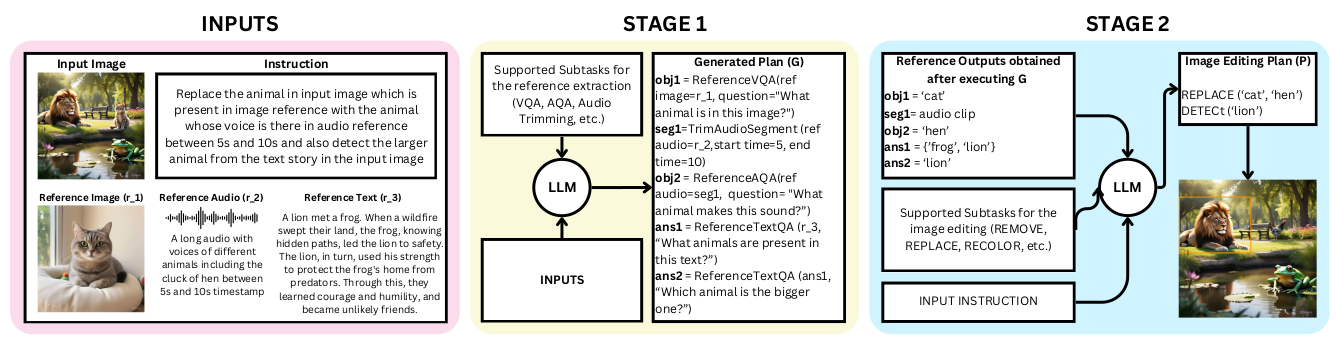 INPUTS
Input Image
Instruction
Replace the animal in input image which is
present in image reference with the animal
whose voice is there in audio reference
between 5s and 10s and also detect the larger
animal from the text story in the input image
Reference Image (r_1)
Reference Audio (r_2)
A long audio with
voices of different
animals including the
cluck of hen between
5s and 10s timestamp
Reference Text (r_3)
A lion met a frog. When a wildfire
swept their land, the frog, knowing
hidden paths, led the lion to safety.
The lion, in turn, used his strength
to protect the frog's home from
predators. Through this, they
learned courage and humility, and
became unlikely friends.
STAGE 1
Supported Subtasks for
the reference extraction
(VQA, AQA, Audio
Trimming, etc.)
LLM
INPUTS
Generated Plan (G)
obj1 = ReferenceVQA(ref
image=r_1, question="What
animal is in this image?")
seg1=TrimAudioSegment (ref
audio=r_2,start time=5, end
time=10)
obj2 = ReferenceAQA(ref
audio=seg1, question= "What
animal makes this sound?")
ans1 = ReferenceTextQA (r_3,
“What animals are present in
this text?”)
ans2 = ReferenceTextQA (ans1,
“Which animal is the bigger
one?”)
STAGE 2
Reference Outputs obtained
after executing G
obj1 = ‘cat’
seg1= audio clip
obj2 = ‘hen’
ans1 = {’frog’, ‘lion’}
ans2 = ‘lion’
Supported Subtasks for the
image editing (REMOVE,
REPLACE, RECOLOR, etc.)
INPUT INSTRUCTION
LLM
Image Editing Plan (P)
REPLACE (‘cat’, ‘hen’)
DETECt (‘lion’)